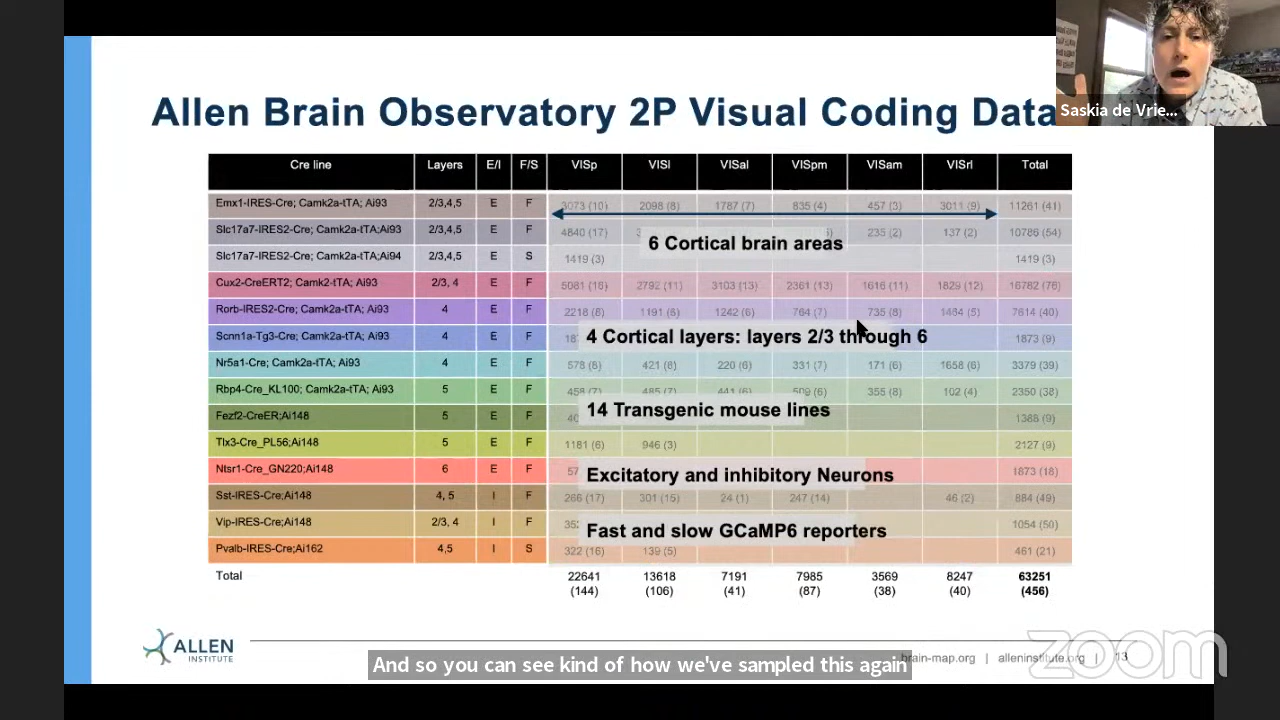 Saskia de Vrie...
Allen Brain Observatory 2P Visual Coding Data
Cre line Layers E/I F/S VISp VISl VISal VISpm VISam VISrl Total
Emx1-IRES-Cre; Camk2a-tTA; Ai93 2/3,4,5 E F 3073 (10) 2098 (8) 1787 (7) 835 (4) 457 (3) 3011 (9) 11261 (41)
Slc17a7-IRES2-Cre; Camk2a-tTA;Ai93 2/3,4,5 E F 4840 (17) 235 (2) 137 (2) 10786 (54)
6 Cortical brain areas
Slc17a7-IRES2-Cre; Camk2a-tTA;Ai94 2/3,4,5 E S 1419 (3) 1419 (3)
Cux2-CreERT2; Camk2-tTA; Ai93 2/3, 4 E F 5081 (16) 2792 (11) 3103 (13) 2361 (13) 1616 (11) 1829 (12) 16782 (76)
Rorb-IRES2-Cre; Camk2a-tTA; Ai93 4 E F 2218 (8) 1191 (6) 1242 (6) 764 (7) 735 (8) 1464 (5) 7614 (40)
Scnn1a-Tg3-Cre; Camk2a-tTA; Ai93 4 E F 1873 (9)
4 Cortical layers: layers 2/3 through 6
Nr5a1-Cre; Camk2a-tTA; Ai93 4 E F 578 (8) 421 (6) 220 (6) 331 (7) 171 (6) 1658 (6) 3379 (39)
Rbp4-Cre_KL100; Camk2a-tTA; Ai93 5 E F 458 (7) 485 (7) 441 (6) 509 (6) 355 (8) 102 (4) 2350 (38)
14 Transgenic mouse lines
Fezf2-CreER;Ai148 5 E F 1388 (9)
Tlx3-Cre_PL56;Ai148 5 E F 1181 (6) 946 (3) 2127 (9)
Ntsr1-Cre_GN220;Ai148 6 E F 1873 (18)
Excitatory and inhibitory Neurons
Sst-IRES-Cre;Ai148 4, 5 I F 266 (17) 301 (15) 24 (1) 247 (14) 46 (2) 884 (49)
Vip-IRES-Cre;Ai148 2/3, 4 I F 1054 (50)
Fast and slow GCaMP6 reporters
Pvalb-IRES-Cre;Ai162 4,5 I S 322 (16) 139 (5) 461 (21)
Total 22641 13618 7191 7985 3569 8247 63251
(144) (106) (41) (87) (38) (40) (456)
ALLEN
INSTITUTE
brain-map.org | alleninstitute.org | 13
zoom
And so you can see kind of how we've sampled this again